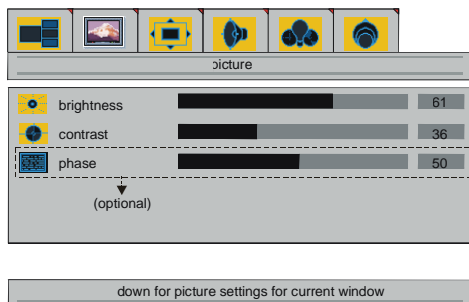 picture
brightness 61
contrast 36
phase 50
(optional)
down for picture settings for current window